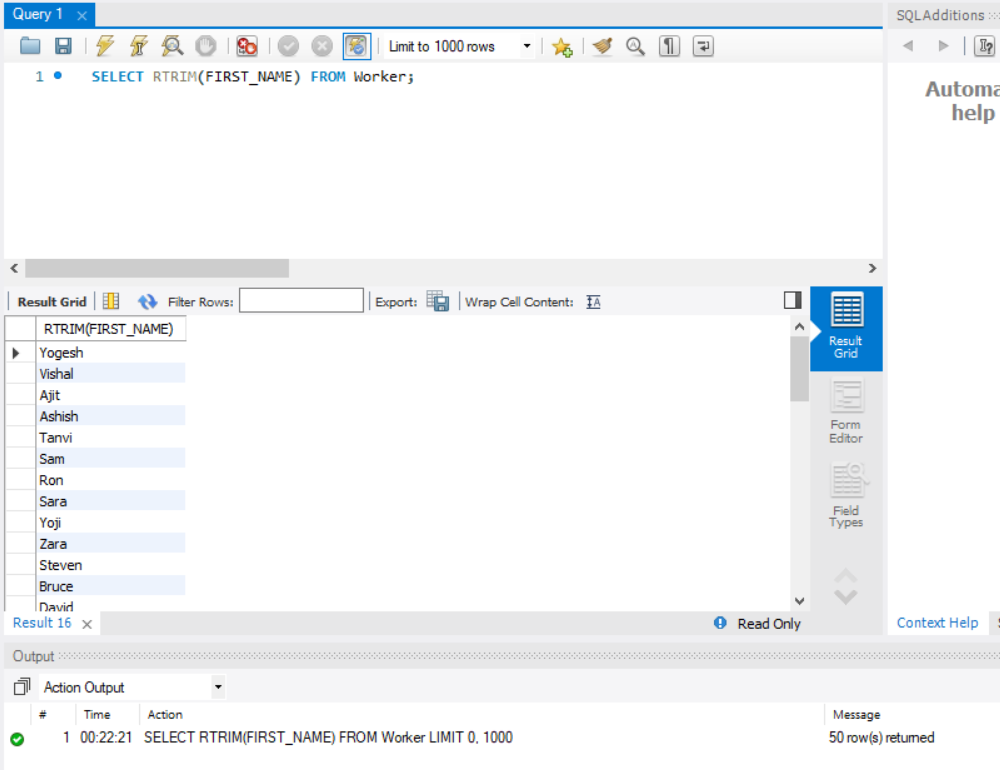 Query 1
SQLAdditions
Limit to 1000 rows
1 SELECT RTRIM(FIRST_NAME) FROM Worker;
Automa
help
Result Grid Filter Rows: Export: Wrap Cell Content:
RTRIM(FIRST_NAME)
Yogesh
Vishal
Ajit
Ashish
Tanvi
Sam
Ron
Sara
Yoji
Zara
Steven
Bruce
David
Result
Grid
Form
Editor
Field
Types
Result 16
Read Only
Context Help
Output
Action Output
# Time Action Message
1 00:22:21 SELECT RTRIM(FIRST_NAME) FROM Worker LIMIT 0, 1000 50 row(s) returned